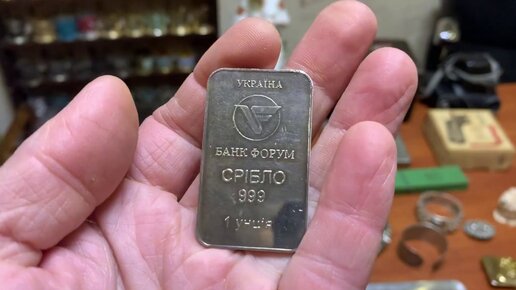 УКРАЇНА
БАНК ФОРУМ
СРІБЛО
999
1 унція